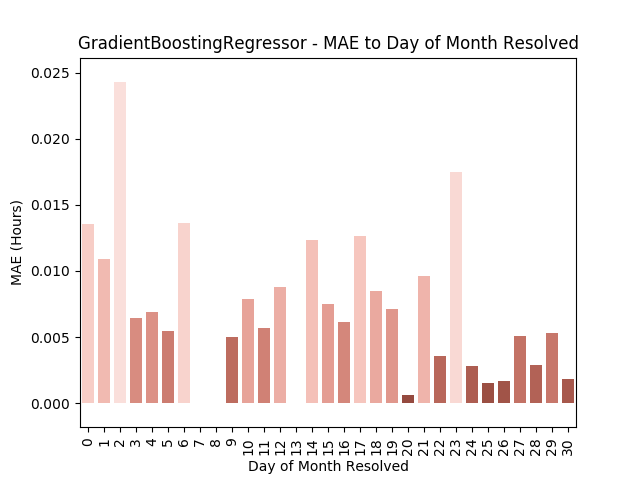 GradientBoostingRegressor - MAE to Day of Month Resolved
0.025
0.020
0.015
0.010
0.005
0.000
MAE (Hours)
0 1 2 3 4 5 6 7 8 9 10 11 12 13 14 15 16 17 18 19 20 21 22 23 24 25 26 27 28 29 30
Day of Month Resolved